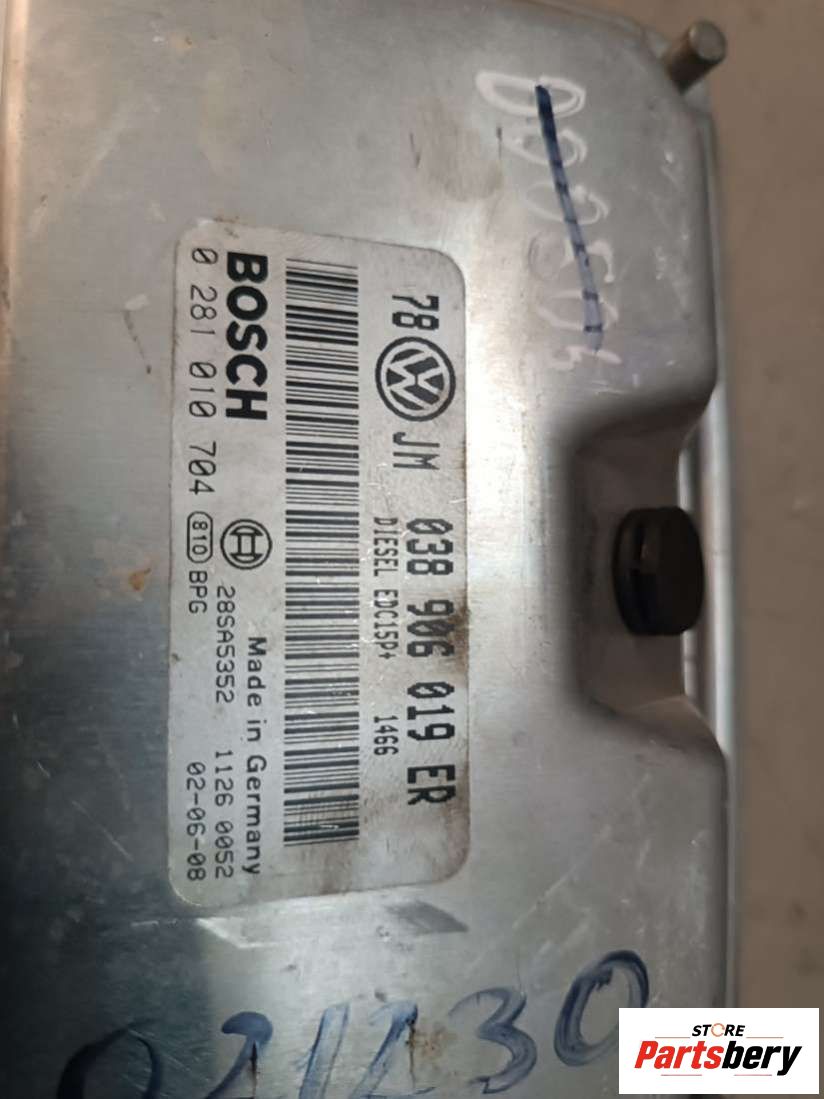 78 JM 038 906 019 ER
DIESEL EDC15P+ 1466
BOSCH
0 281 010 704 810 BPG
Made in Germany
28SA5352 1126 0052
02-06-08
STORE
Partsbery